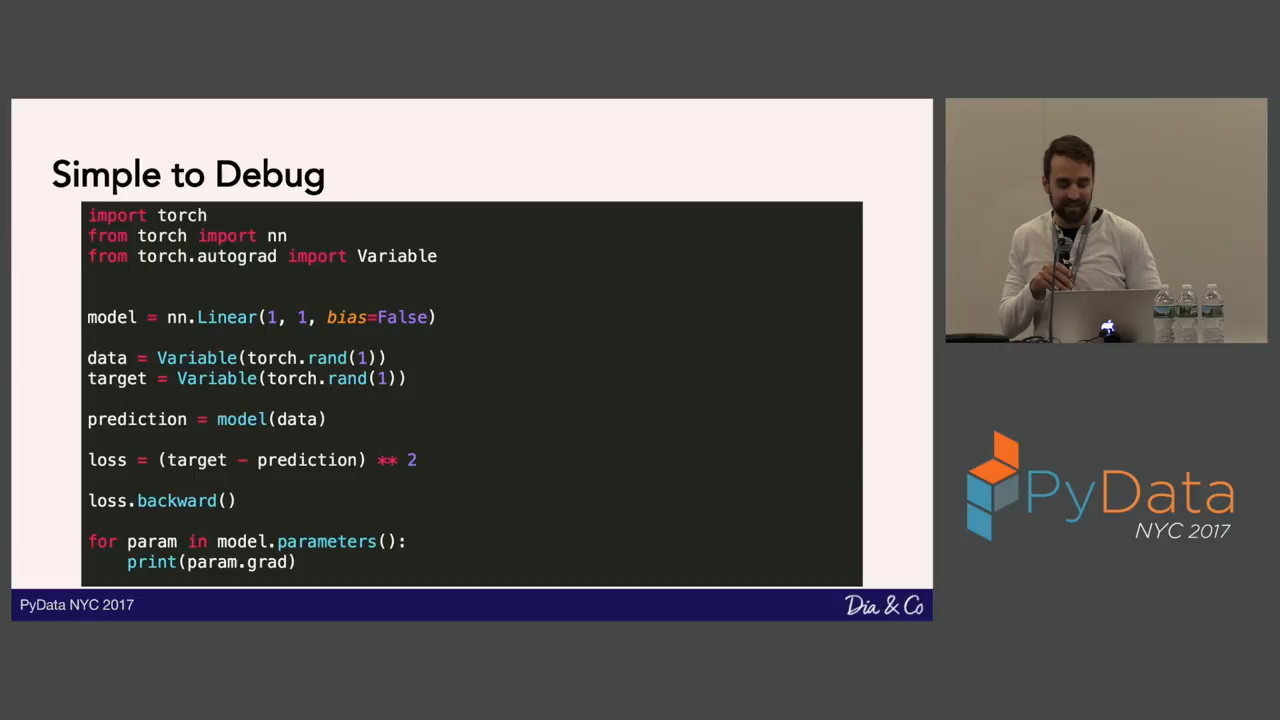 Simple to Debug
import torch
from torch import nn
from torch.autograd import Variable
model = nn.Linear(1, 1, bias=False)
data = Variable(torch.rand(1))
target = Variable(torch.rand(1))
prediction = model(data)
loss = (target - prediction) ** 2
loss.backward()
for param in model.parameters():
    print(param.grad)
PyData NYC 2017
Dia & Co
PyData
NYC 2017